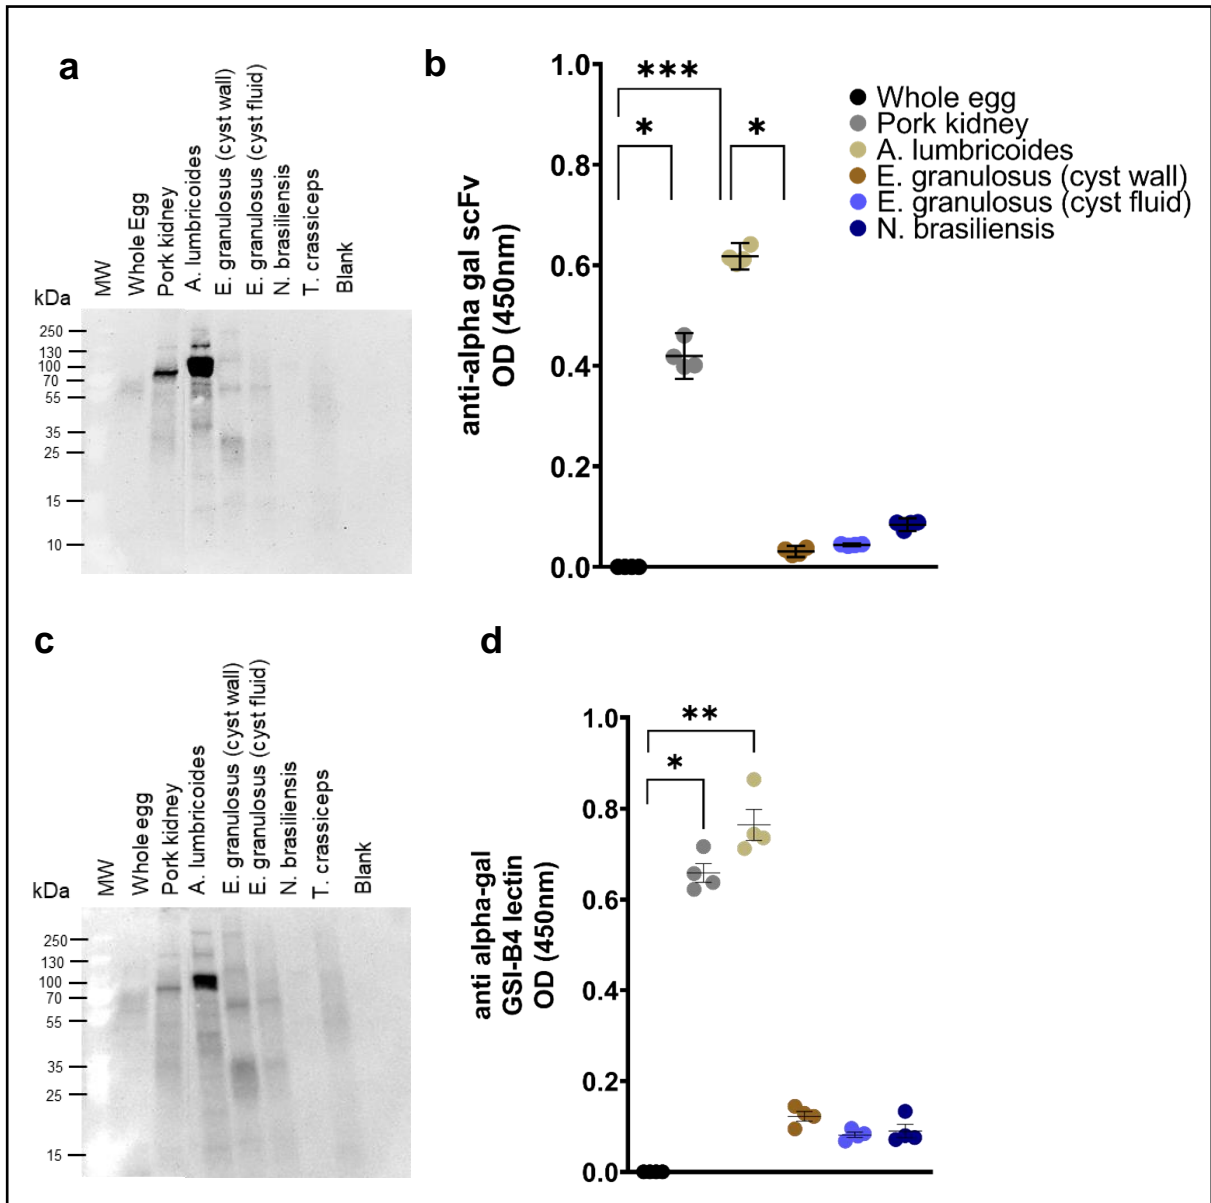 a
MW
Whole Egg
Pork kidney
A. lumbricoides
E. granulosus (cyst wall)
E. granulosus (cyst fluid)
N. brasiliensis
T. crassiceps
Blank
kDa
250
130
100
70
55
35
25
15
10
b
anti-alpha gal scFv
OD (450nm)
1.0
0.8
0.6
0.4
0.2
0.0
***
*
*
Whole egg
Pork kidney
A. lumbricoides
E. granulosus (cyst wall)
E. granulosus (cyst fluid)
N. brasiliensis
c
MW
Whole egg
Pork kidney
A. lumbricoides
E. granulosus (cyst wall)
E. granulosus (cyst fluid)
N. brasiliensis
T. crassiceps
Blank
kDa
250
130
100
70
55
35
25
15
d
anti alpha-gal
GSI-B4 lectin
OD (450nm)
1.0
0.8
0.6
0.4
0.2
0.0
**
*